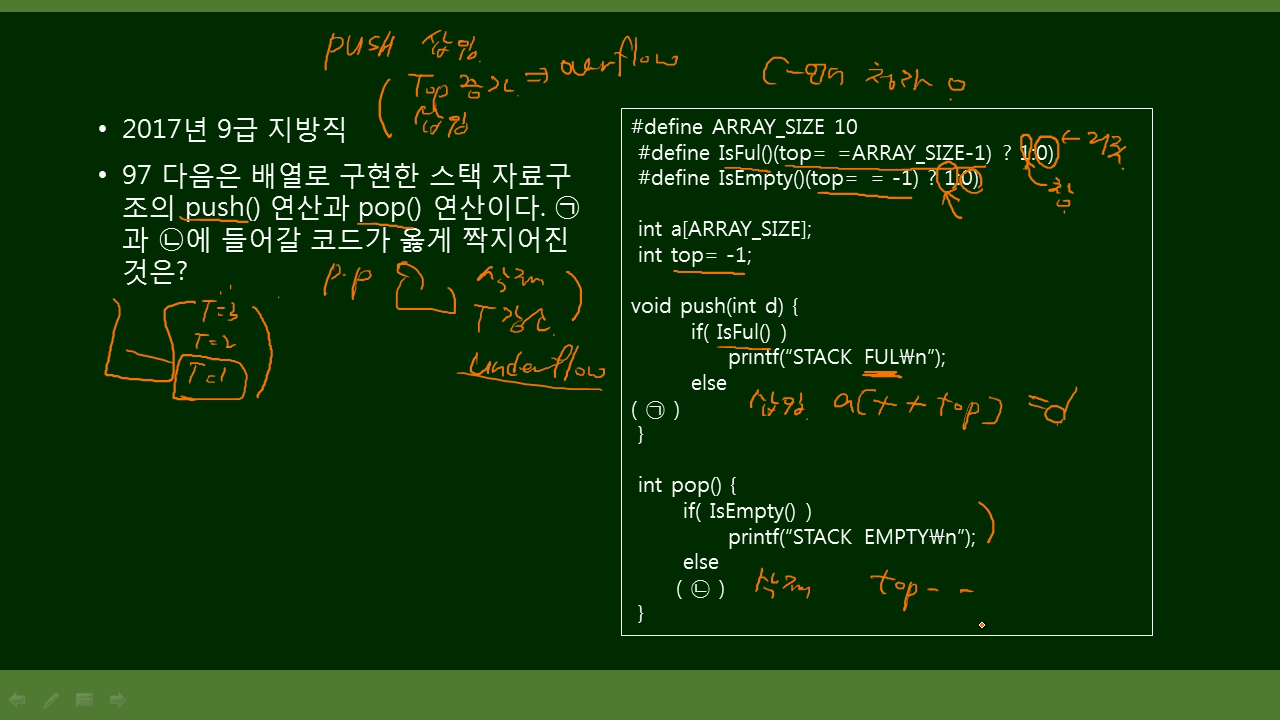 push 삽입
Top 증가 ⇒ overflow
삽입
C-언어
• 2017년 9급 지방직
• 97 다음은 배열로 구현한 스택 자료구
조의 push() 연산과 pop() 연산이다. ㉠
과 ㉡에 들어갈 코드가 옳게 짝지어진
것은?
pop
삭제
T감소
underflow
T=3
T=2
T=1
#define ARRAY_SIZE 10
#define IsFul()(top= =ARRAY_SIZE-1) ? 1:0) ← 거짓
#define IsEmpty()(top= = -1) ? 1:0) 참
int a[ARRAY_SIZE];
int top= -1;
void push(int d) {
if( IsFul() )
printf(“STACK FUL₩n”);
else
( ㉠ ) 삽입 a[++top] =d
}
int pop() {
if( IsEmpty() )
printf(“STACK EMPTY₩n”);
else
( ㉡ ) 삭제 top--
}